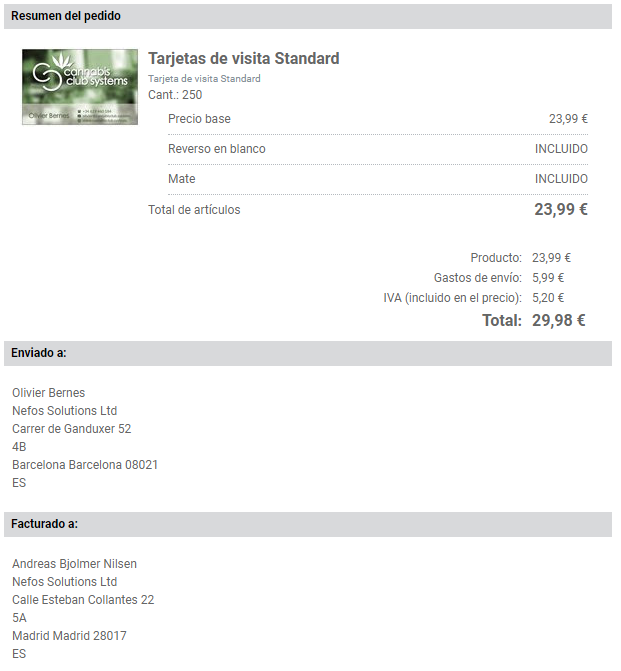 Resumen del pedido
cannabis
club systems
Olivier Bernes
Tarjetas de visita Standard
Tarjeta de visita Standard
Cant.: 250
Precio base 23,99 €
Reverso en blanco INCLUIDO
Mate INCLUIDO
Total de artículos 23,99 €
Producto: 23,99 €
Gastos de envío: 5,99 €
IVA (incluido en el precio): 5,20 €
Total: 29,98 €
Enviado a:
Olivier Bernes
Nefos Solutions Ltd
Carrer de Ganduxer 52
4B
Barcelona Barcelona 08021
ES
Facturado a:
Andreas Bjolmer Nilsen
Nefos Solutions Ltd
Calle Esteban Collantes 22
5A
Madrid Madrid 28017
ES